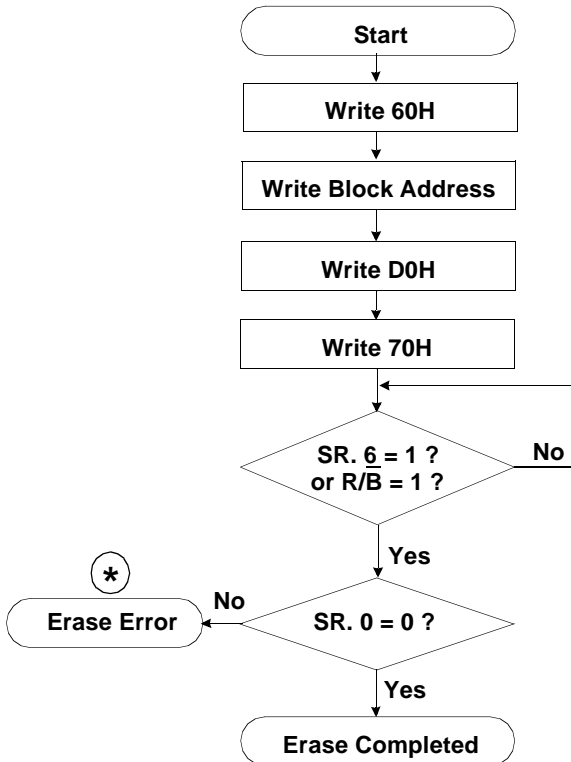 Start
Write 60H
Write Block Address
Write D0H
Write 70H
SR. 6 = 1 ?
or R/B̅ = 1 ?
No
Yes
*
No
Erase Error
SR. 0 = 0 ?
Yes
Erase Completed